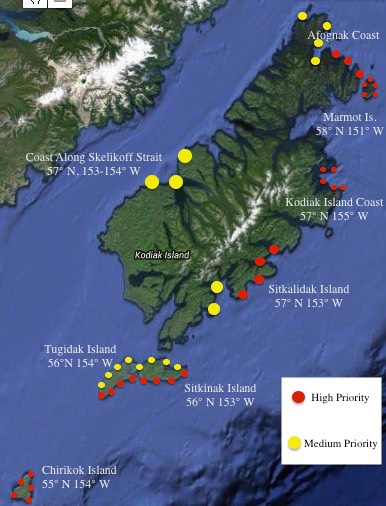 Afognak Coast
Marmot Is.
58° N 151° W
Coast Along Skelikoff Strait
57° N, 153-154° W
Kodiak Island Coast
57° N 155° W
Kodiak Island
Sitkalidak Island
57° N 153° W
Tugidak Island
56°N 154° W
Sitkinak Island
56° N 153° W
High Priority
Medium Priority
Chirikok Island
55° N 154° W